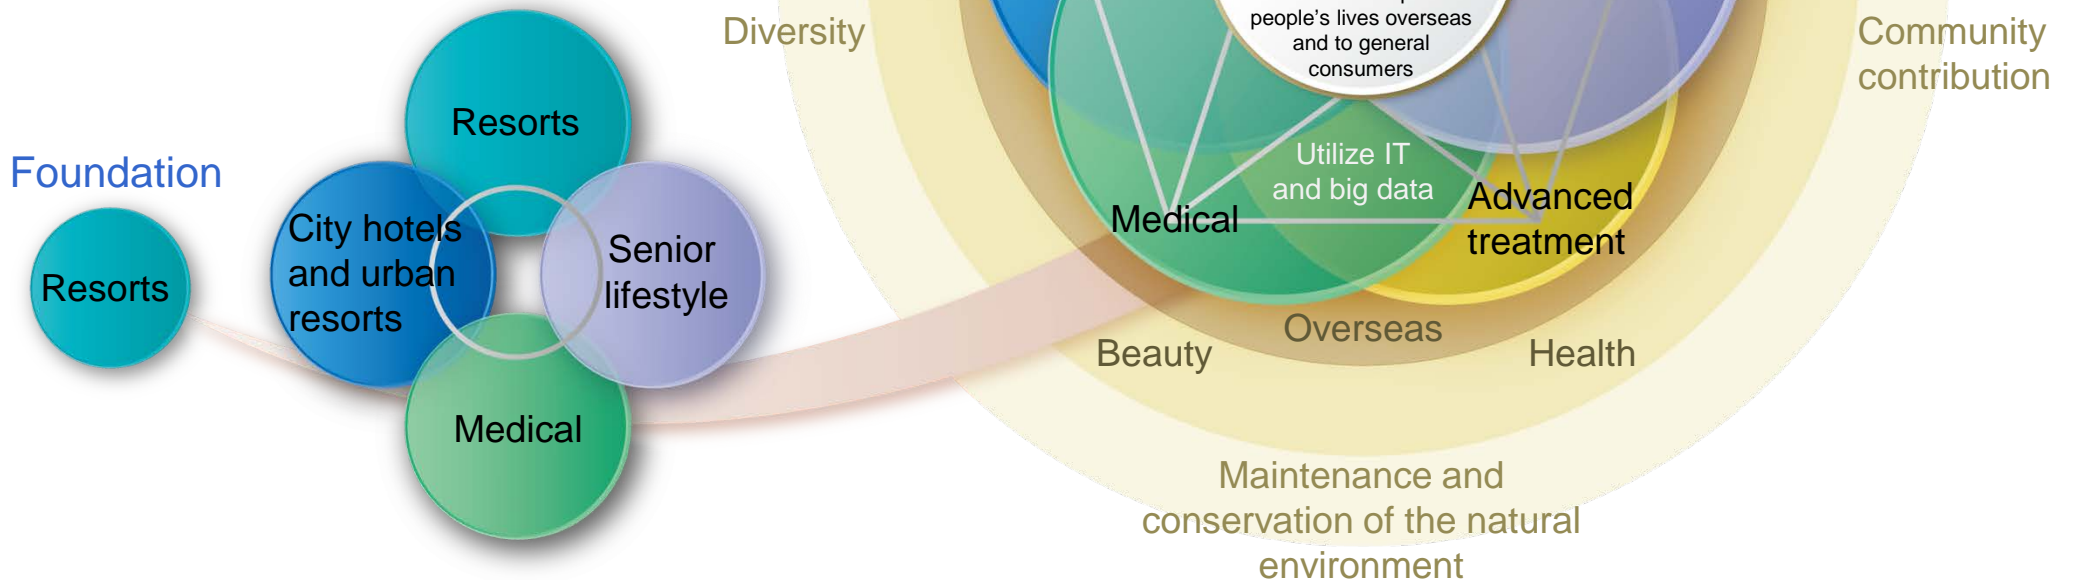 people’s lives overseas
and to general
consumers
Diversity
Community
contribution
Resorts
Foundation
Utilize IT
and big data
Advanced
treatment
Medical
City hotels
and urban
resorts
Senior
lifestyle
Resorts
Overseas
Beauty
Health
Medical
Maintenance and
conservation of the natural
environment